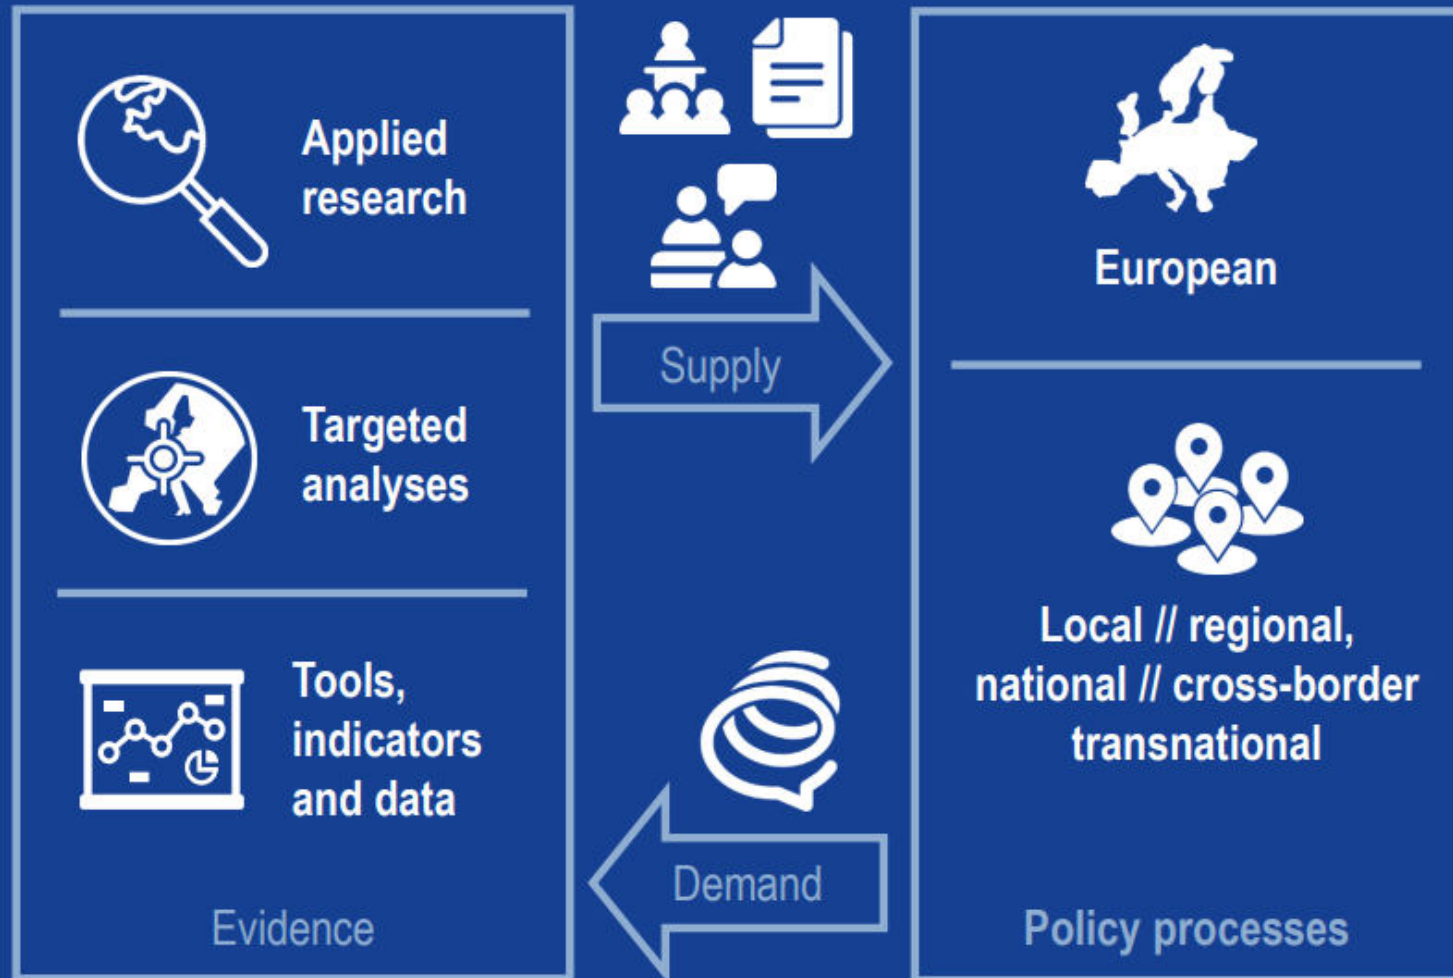 Applied
research
Targeted
analyses
Tools,
indicators
and data
Evidence
Supply
Demand
European
Local // regional,
national // cross-border
transnational
Policy processes